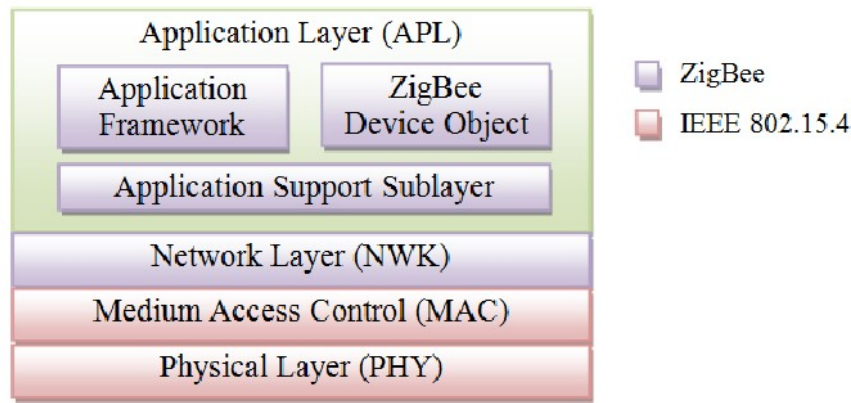 Application Layer (APL)
Application
Framework
ZigBee
Device Object
Application Support Sublayer
Network Layer (NWK)
Medium Access Control (MAC)
Physical Layer (PHY)
ZigBee
IEEE 802.15.4